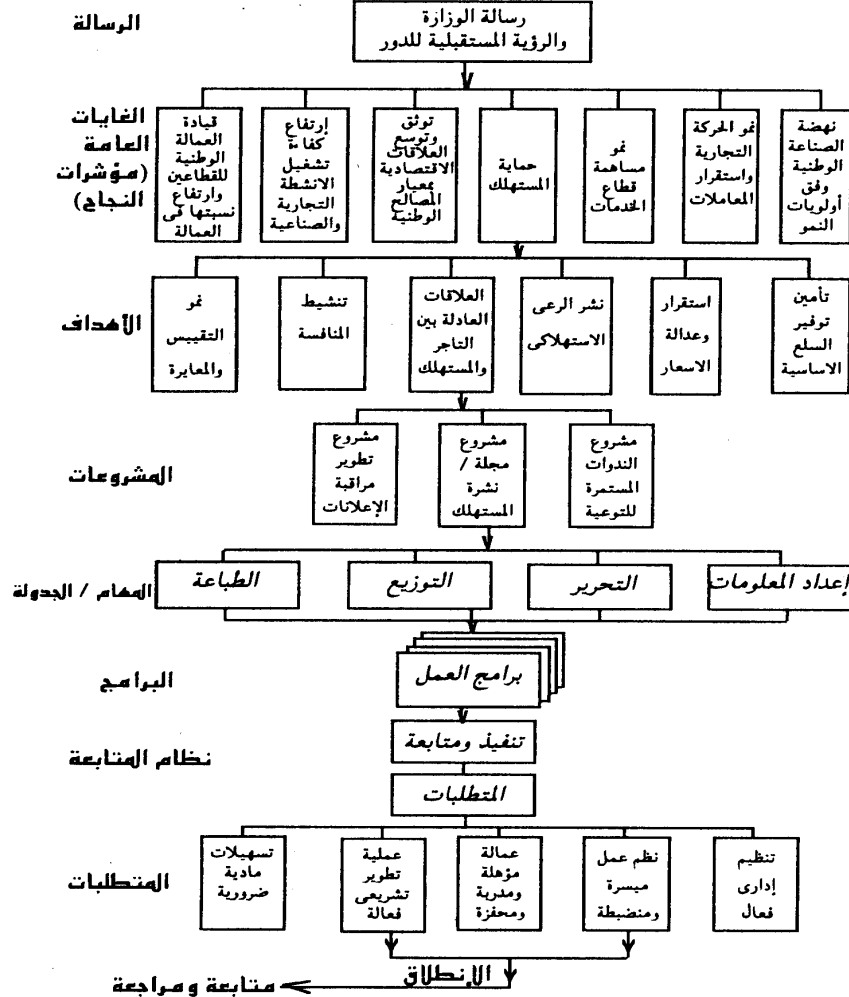 الرسالة
رسالة الوزارة
والرؤية المستقبلية للدور
الغايات
العامة
(مؤشرات
النجاح)
نهضة
الصناعة
الوطنية
وفق
أولويات
النمو
نمو الحركة
التجارية
واستقرار
المعاملات
نمو
مساهمة
قطاع
الخدمات
حماية
المستهلك
توثق
وتوسع
العلاقات
الاقتصادية
بمعيار
المصالح
الوطنية
إرتفاع
كفاءة
تشغيل
الانشطة
التجارية
والصناعية
قيادة
العمالة
الوطنية
للقطاعين
وارتفاع
نسبتها فى
العمالة
الأهداف
تأمين
توفير
السلع
الاساسية
استقرار
وعدالة
الاسعار
نشر الرعى
الاستهلاكى
العلاقات
العادلة بين
التاجر
والمستهلك
تنشيط
المنافسة
نمو
التقييس
والمعايرة
المشروعات
مشروع
الندوات
المستمرة
للتوعية
مشروع
مجلة /
نشرة
المستهلك
مشروع
تطوير
مراقبة
الإعلانات
المهام / الجدولة
إعداد المعلومات
التحرير
التوزيع
الطباعة
البرامج
برامج العمل
نظام المتابعة
تنفيذ ومتابعة
المتطلبات
المتطلبات
تنظيم
إدارى
فعال
نظم عمل
ميسرة
ومنضبطة
عمالة
مؤهلة
ومدربة
ومحفزة
عملية
تطوير
تشريعى
فعالة
تسهيلات
مادية
ضرورية
الإنطلاق
متابعة ومراجعة